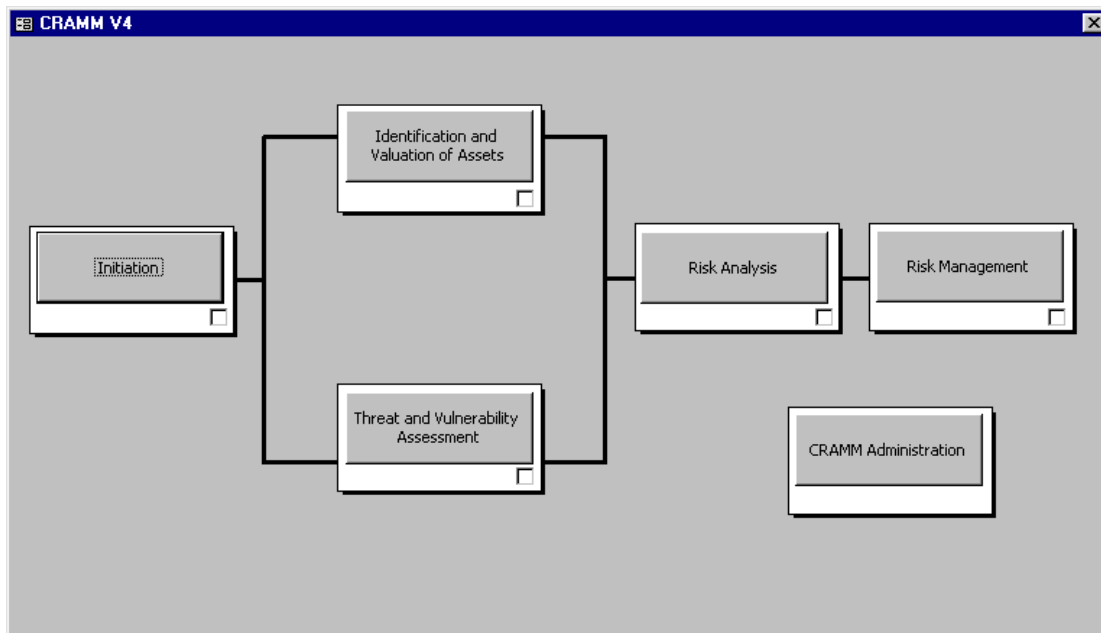 CRAMM V4
Identification and
Valuation of Assets
Initiation
Risk Analysis
Risk Management
Threat and Vulnerability
Assessment
CRAMM Administration